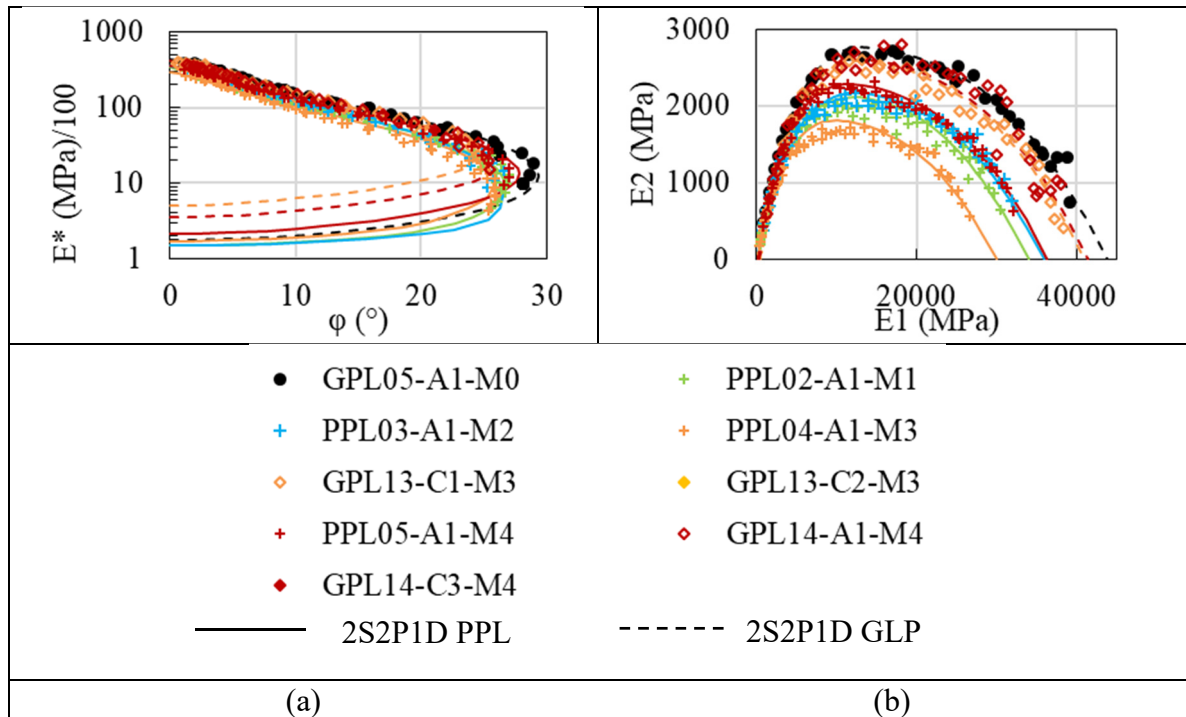 1000
100
10
1
E* (MPa)/100
0 10 20 30
φ (°)
3000
2000
1000
0
E2 (MPa)
0 20000 40000
E1 (MPa)
GPL05-A1-M0 PPL02-A1-M1
PPL03-A1-M2 PPL04-A1-M3
GPL13-C1-M3 GPL13-C2-M3
PPL05-A1-M4 GPL14-A1-M4
GPL14-C3-M4
2S2P1D PPL 2S2P1D GLP
(a) (b)